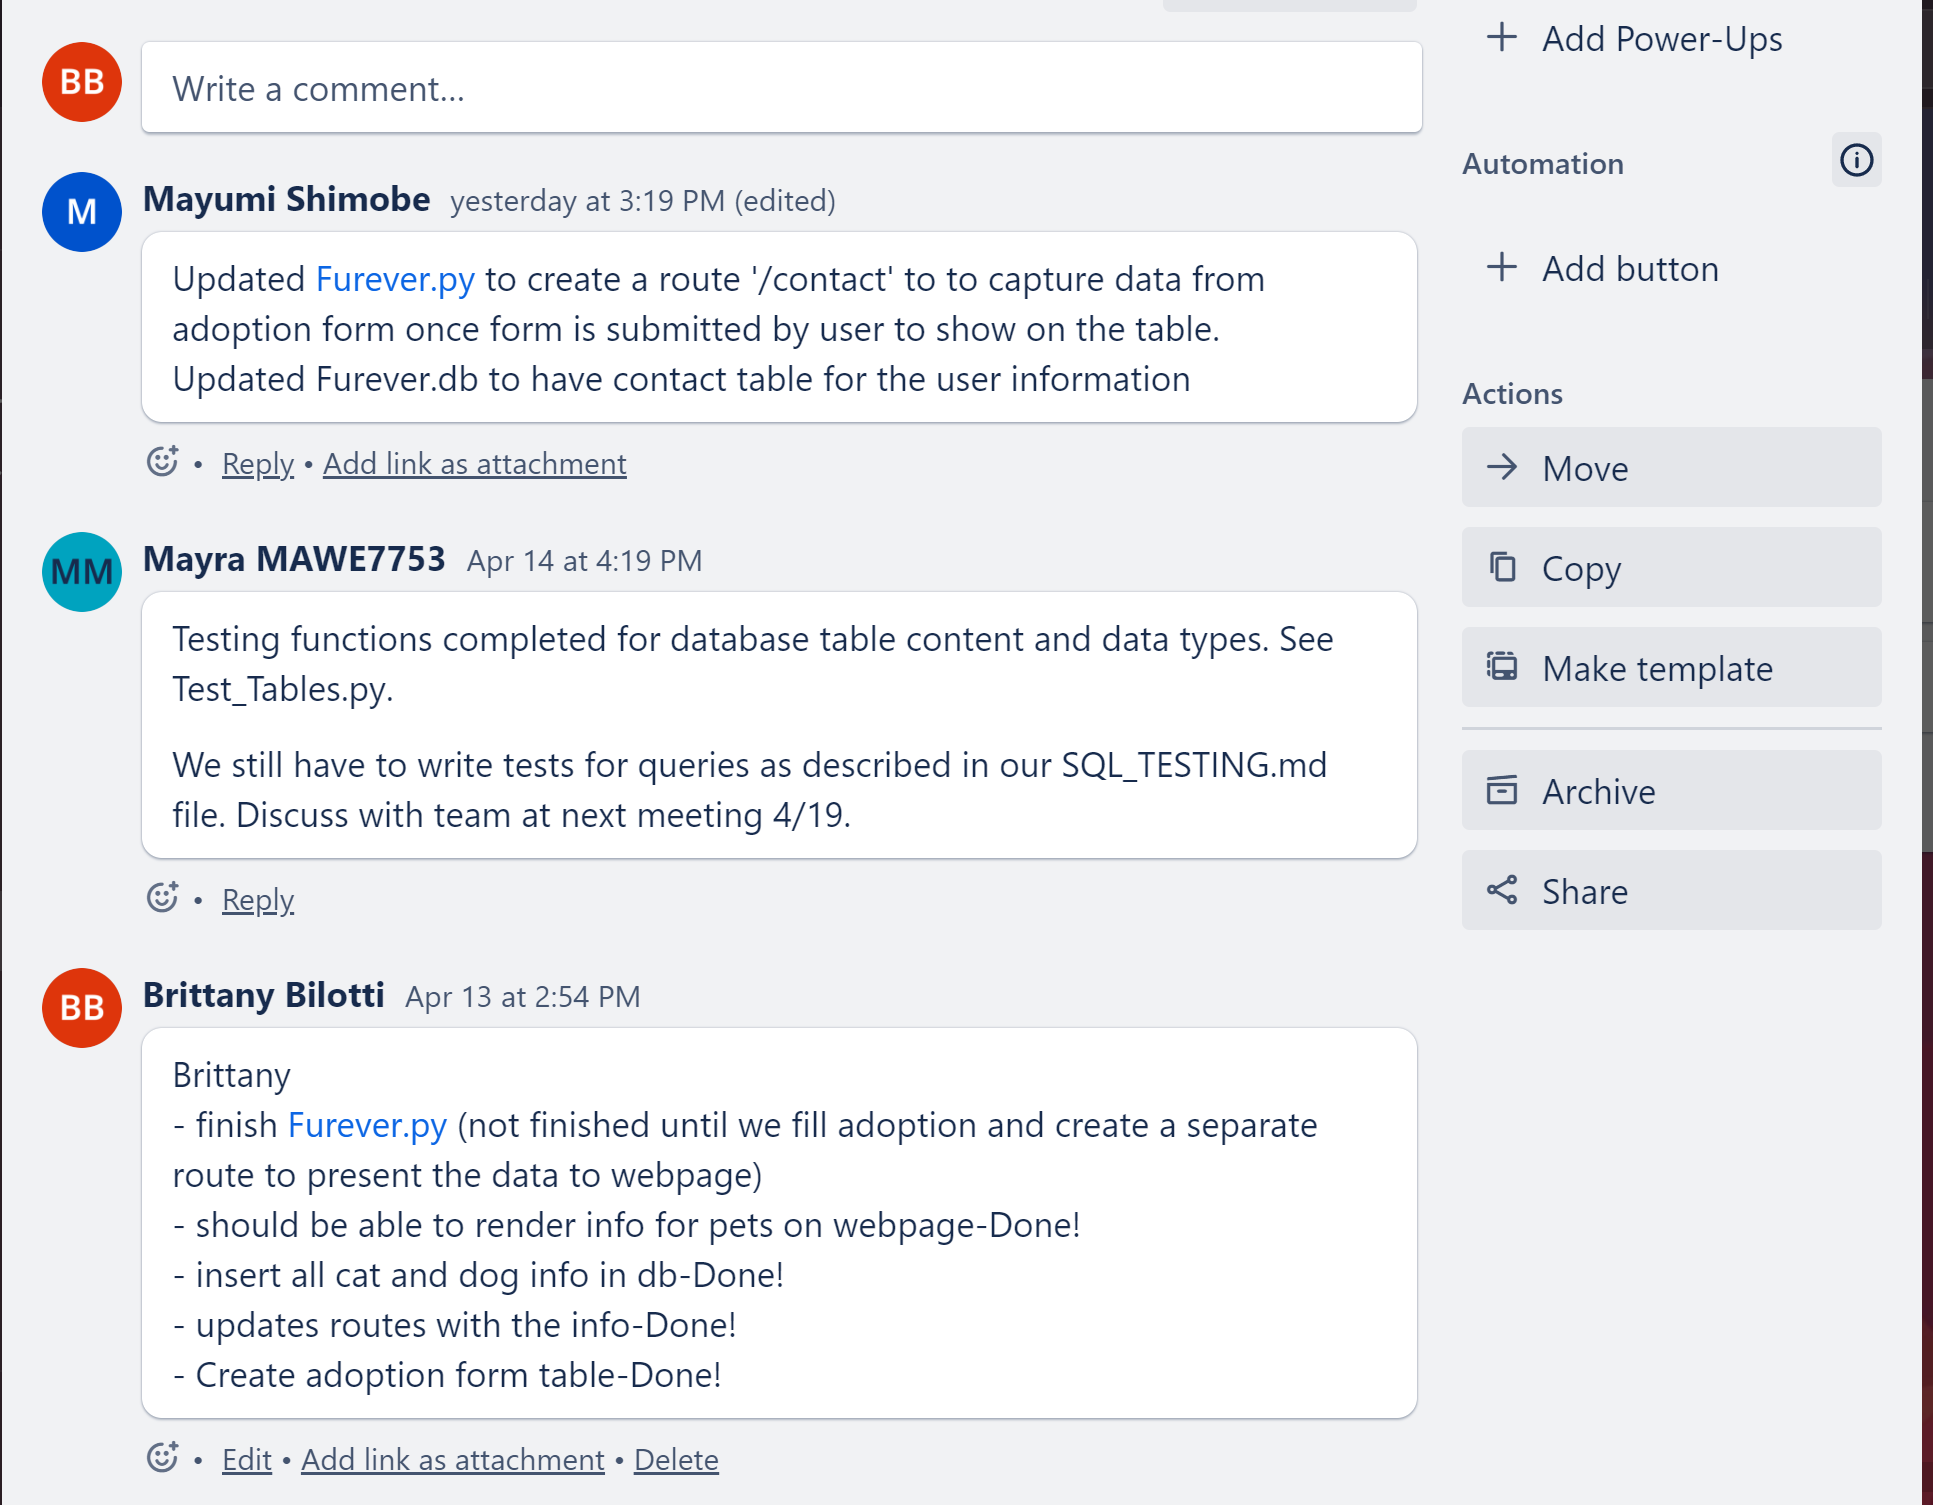 BB
Write a comment...
M
Mayumi Shimobe yesterday at 3:19 PM (edited)
Updated Furever.py to create a route '/contact' to to capture data from
adoption form once form is submitted by user to show on the table.
Updated Furever.db to have contact table for the user information
• Reply • Add link as attachment
MM
Mayra MAWE7753 Apr 14 at 4:19 PM
Testing functions completed for database table content and data types. See
Test_Tables.py.
We still have to write tests for queries as described in our SQL_TESTING.md
file. Discuss with team at next meeting 4/19.
• Reply
BB
Brittany Bilotti Apr 13 at 2:54 PM
Brittany
- finish Furever.py (not finished until we fill adoption and create a separate
route to present the data to webpage)
- should be able to render info for pets on webpage-Done!
- insert all cat and dog info in db-Done!
- updates routes with the info-Done!
- Create adoption form table-Done!
• Edit • Add link as attachment • Delete
Add Power-Ups
Automation
Add button
Actions
Move
Copy
Make template
Archive
Share